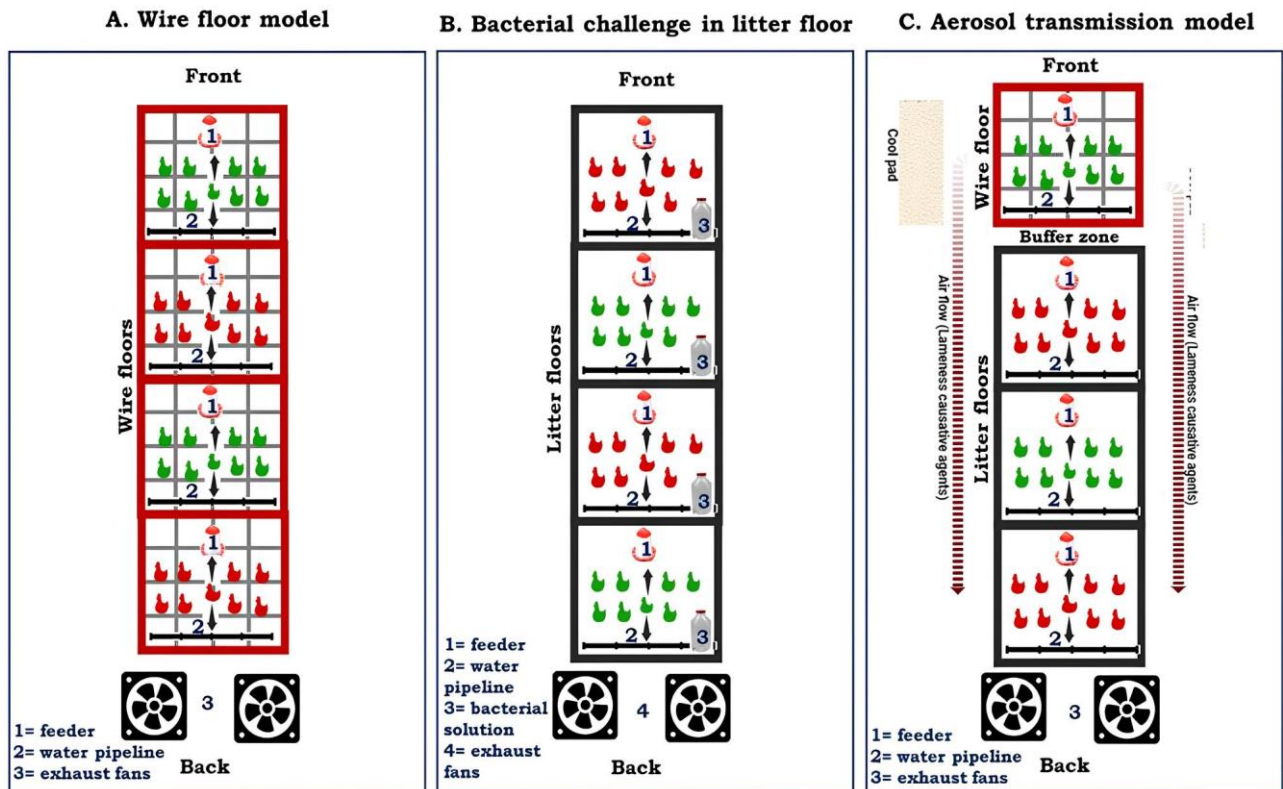 A. Wire floor model
Front
1
2
1
2
1
2
1
2
Wire floors
3
1= feeder
2= water pipeline
3= exhaust fans
Back
B. Bacterial challenge in litter floor
Front
1
2
3
1
2
3
1
2
3
1
2
3
Litter floors
4
1= feeder
2= water
pipeline
3= bacterial
solution
4= exhaust
fans
Back
C. Aerosol transmission model
Front
Cool pad
Wire floor
1
2
Buffer zone
1
2
1
2
1
2
Litter floors
Air flow (Lameness causative agents)
Air flow (Lameness causative agents)
3
1= feeder
2= water pipeline
3= exhaust fans
Back